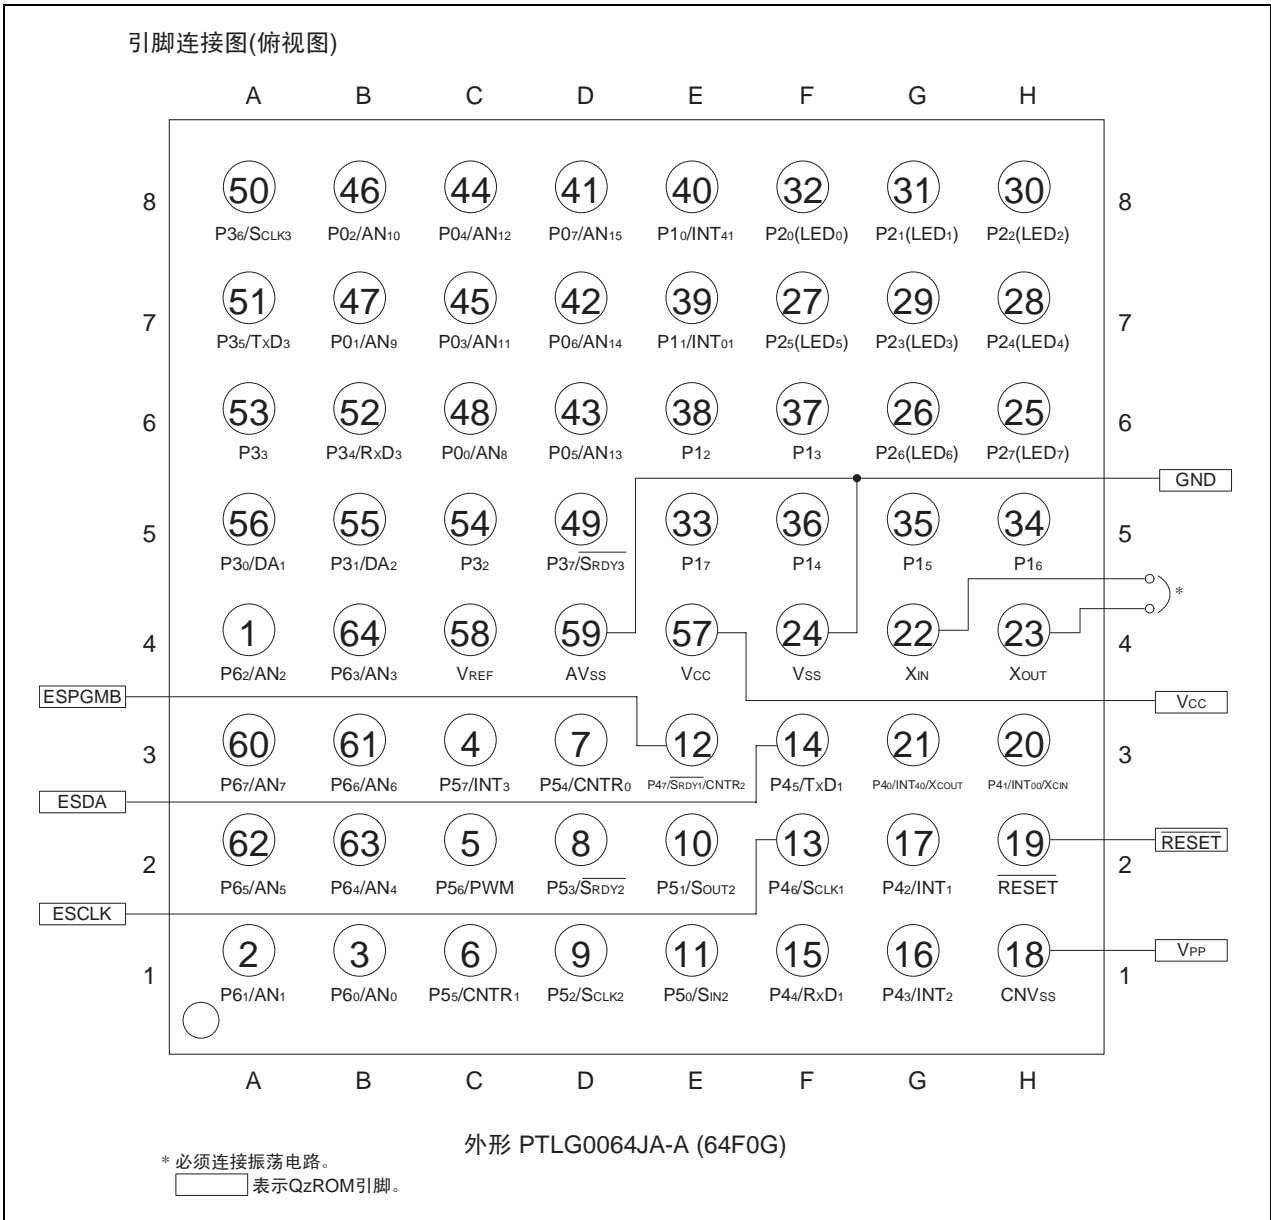 引脚连接图(俯视图)
A B C D E F G H
8 50 46 44 41 40 32 31 30 8
P36/SCLK3 P02/AN10 P04/AN12 P07/AN15 P10/INT41 P20(LED0) P21(LED1) P22(LED2)
7 51 47 45 42 39 27 29 28 7
P35/TxD3 P01/AN9 P03/AN11 P06/AN14 P11/INT01 P25(LED5) P23(LED3) P24(LED4)
6 53 52 48 43 38 37 26 25 6
P33 P34/RxD3 P00/AN8 P05/AN13 P12 P13 P26(LED6) P27(LED7)
GND
5 56 55 54 49 33 36 35 34 5
P30/DA1 P31/DA2 P32 P37/SRDY3 P17 P14 P15 P16
*
4 1 64 58 59 57 24 22 23 4
P62/AN2 P63/AN3 VREF AVSS VCC VSS XIN XOUT
ESPGMB
VCC
3 60 61 4 7 12 14 21 20 3
P67/AN7 P66/AN6 P57/INT3 P54/CNTR0 P47/SRDY1/CNTR2 P45/TxD1 P40/INT40/XCOUT P41/INT00/XCIN
ESDA
2 62 63 5 8 10 13 17 19 2
RESET
P65/AN5 P64/AN4 P56/PWM P53/SRDY2 P51/SOUT2 P46/SCLK1 P42/INT1 RESET
ESCLK
1 2 3 6 9 11 15 16 18 1
VPP
P61/AN1 P60/AN0 P55/CNTR1 P52/SCLK2 P50/SIN2 P44/RxD1 P43/INT2 CNVSS
A B C D E F G H
外形 PTLG0064JA-A (64F0G)
* 必须连接振荡电路。
表示QzROM引脚。